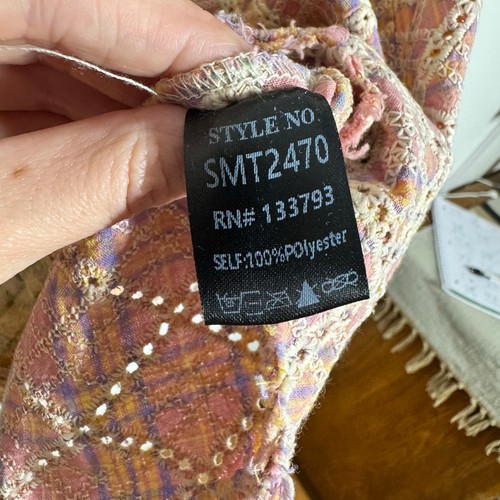 STYLE NO.
SMT2470
RN# 133793
SELF:100%POlyester